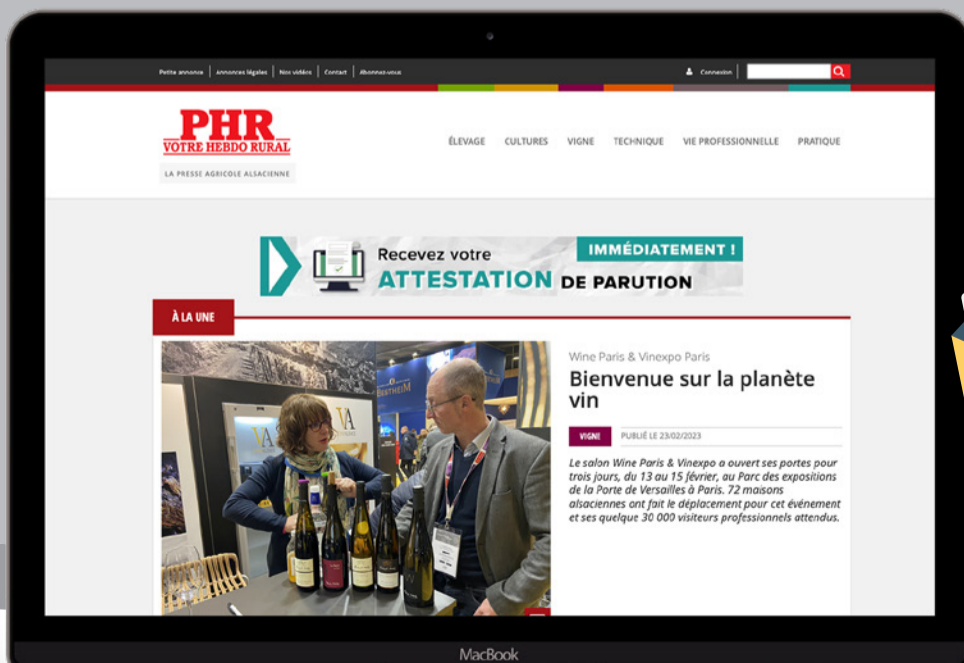 Petite annonce | Annonces légales | Nos vidéos | Contact | Abonnez-vous
Connexion
PHR
VOTRE HEBDO RURAL
LA PRESSE AGRICOLE ALSACIENNE
ÉLEVAGE CULTURES VIGNE TECHNIQUE VIE PROFESSIONNELLE PRATIQUE
Recevez votre IMMÉDIATEMENT !
ATTESTATION DE PARUTION
À LA UNE
BESTHEIM
VA
VA
Wine Paris & Vinexpo Paris
Bienvenue sur la planète
vin
VIGNE PUBLIÉ LE 23/02/2023
Le salon Wine Paris & Vinexpo a ouvert ses portes pour
trois jours, du 13 au 15 février, au Parc des expositions
de la Porte de Versailles à Paris. 72 maisons
alsaciennes ont fait le déplacement pour cet événement
et ses quelque 30 000 visiteurs professionnels attendus.
MacBook